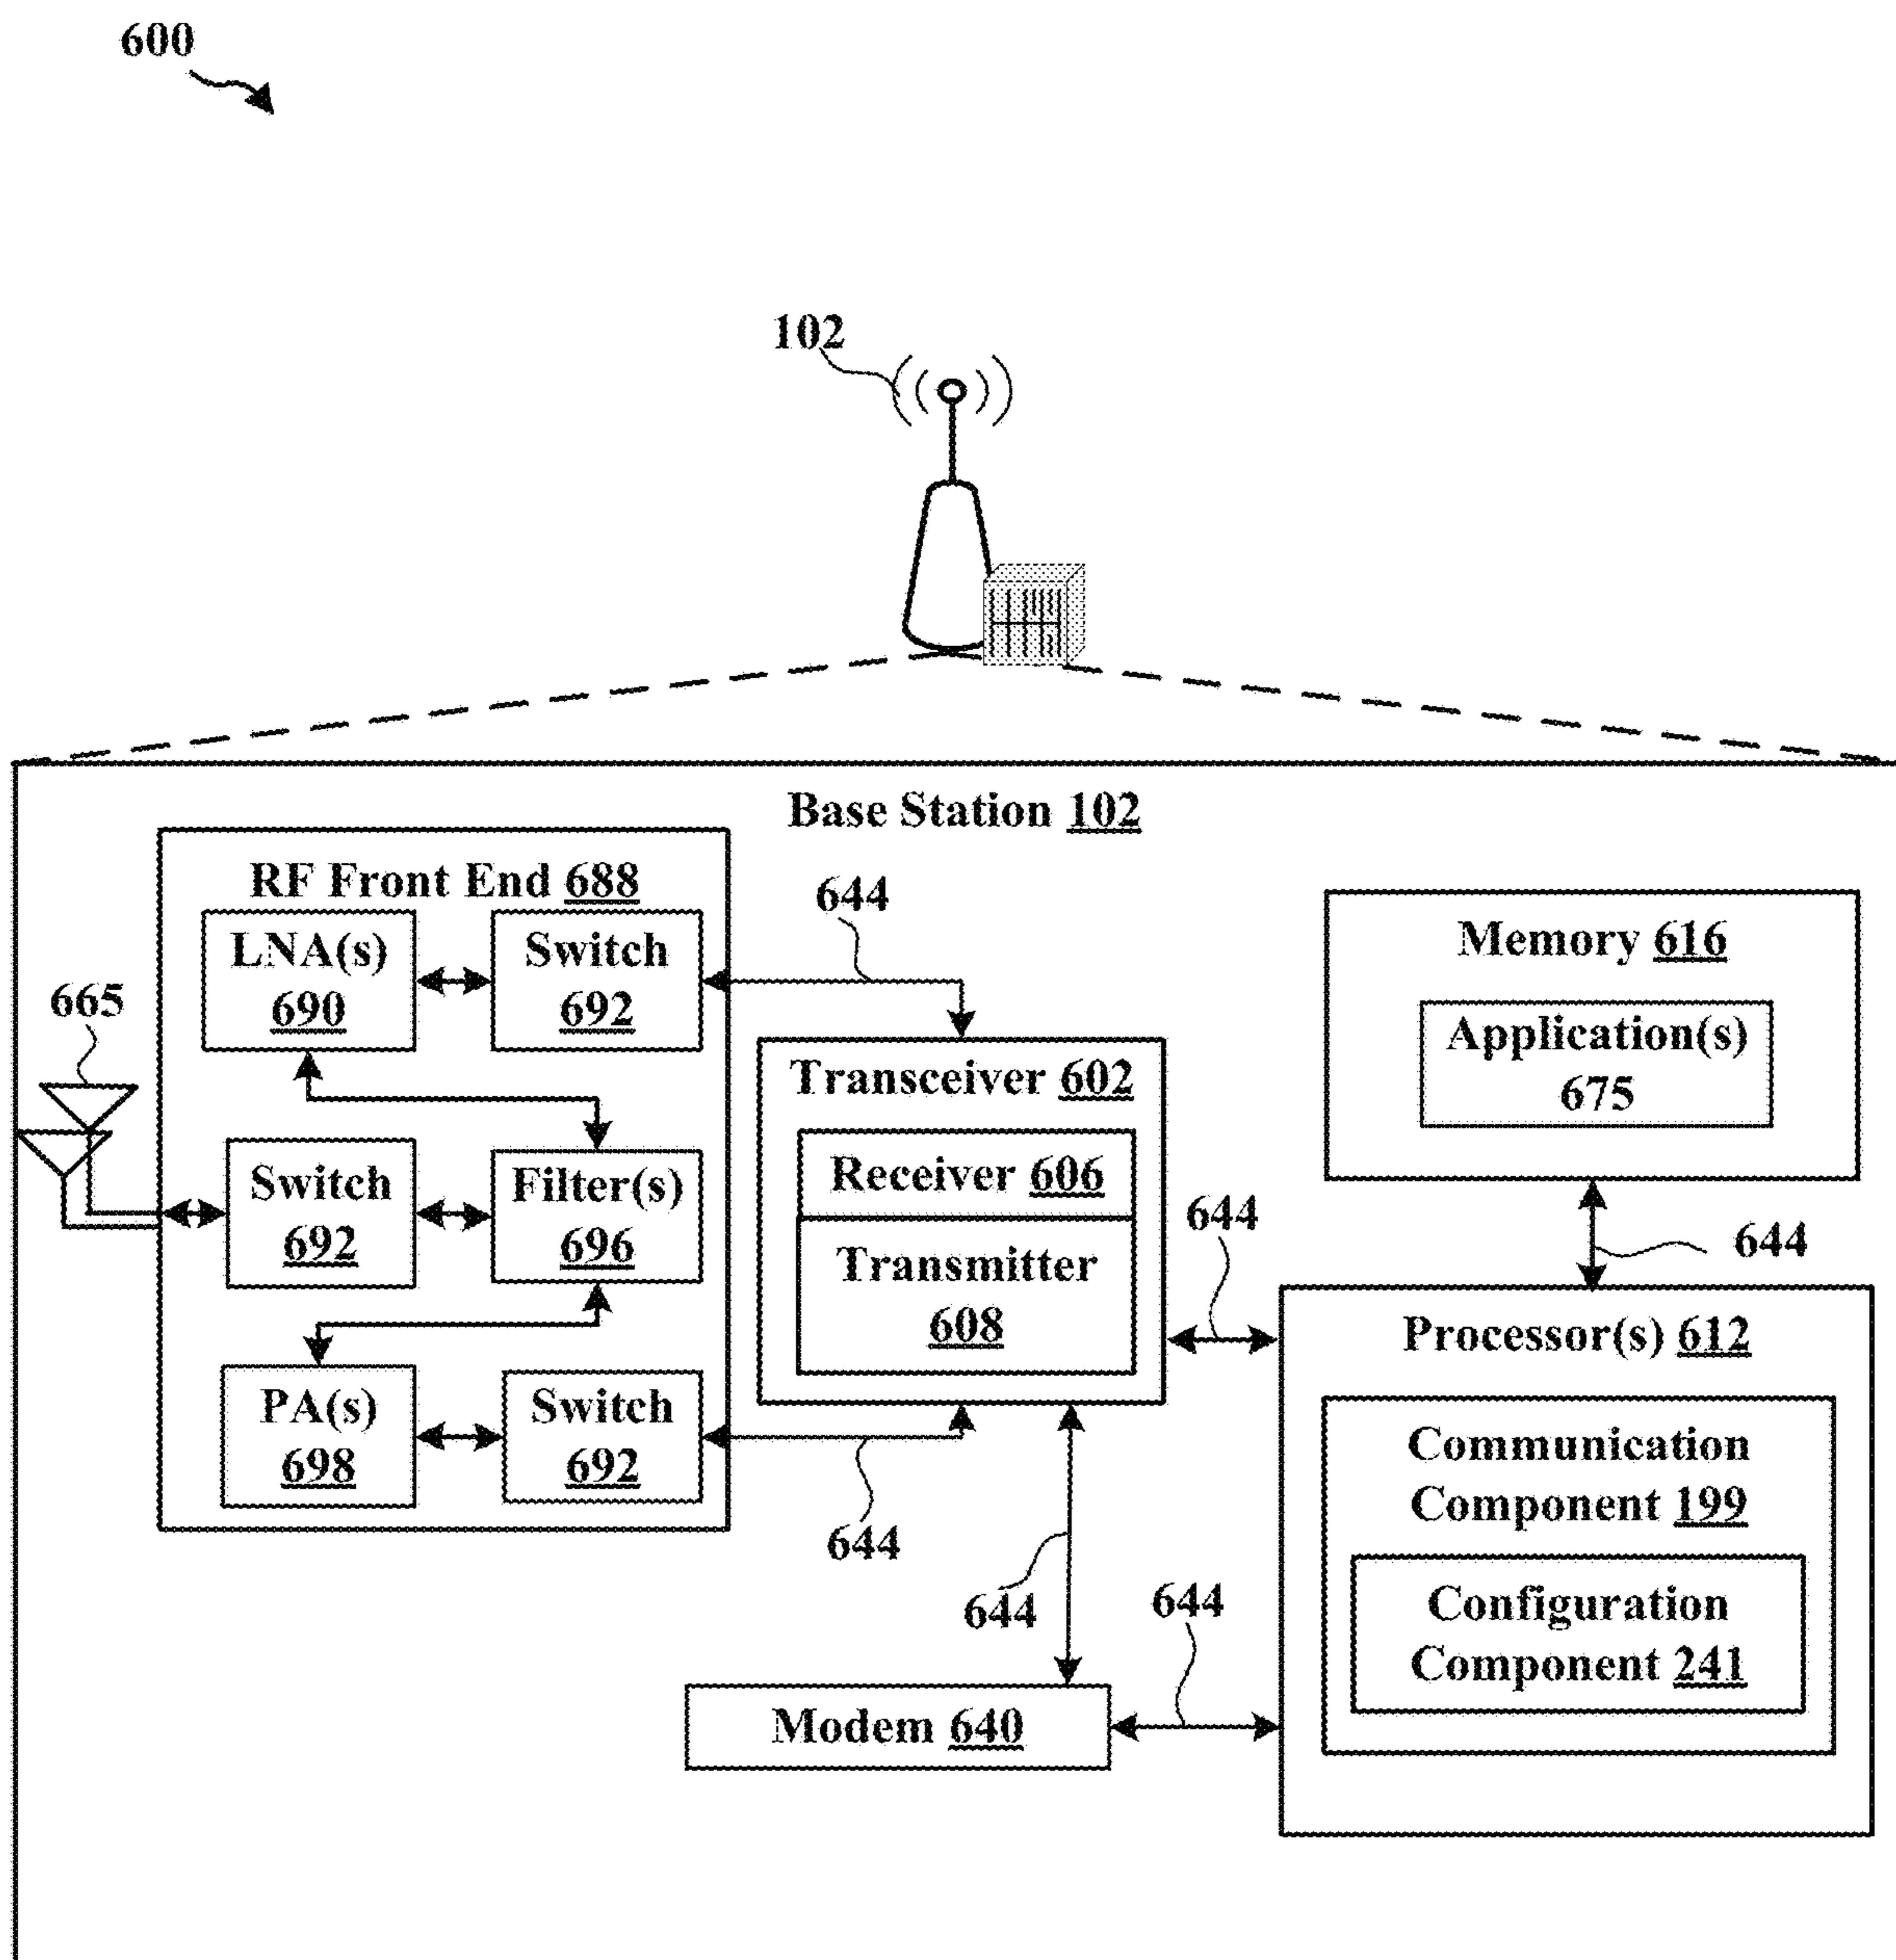 600
102
Base Station 102
RF Front End 688
LNA(s)
690
Switch
692
644
665
Switch
692
Filter(s)
696
PA(s)
698
Switch
692
644
Transceiver 602
Receiver 606
Transmitter
608
644
644
Modem 640
644
Memory 616
Application(s)
675
644
Processor(s) 612
Communication
Component 199
Configuration
Component 241